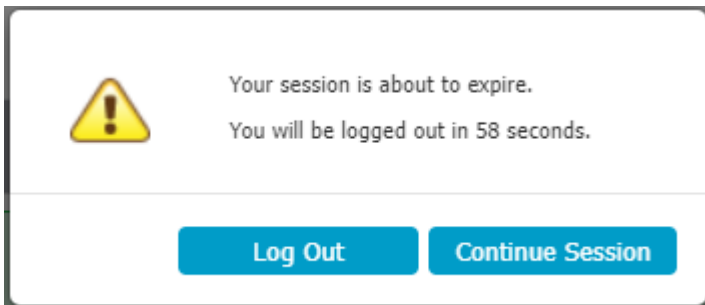 Your session is about to expire.
You will be logged out in 58 seconds.
Log Out
Continue Session